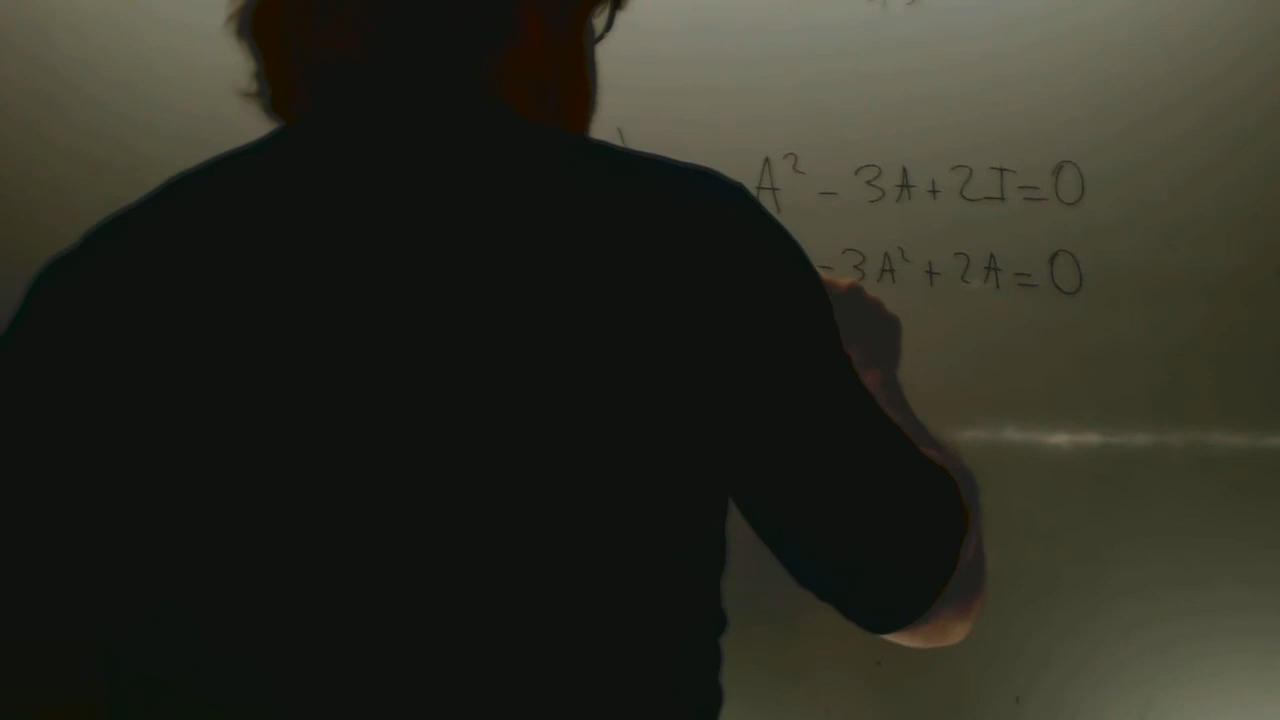 A² - 3A + 2I = 0
- 3A² + 2A = 0